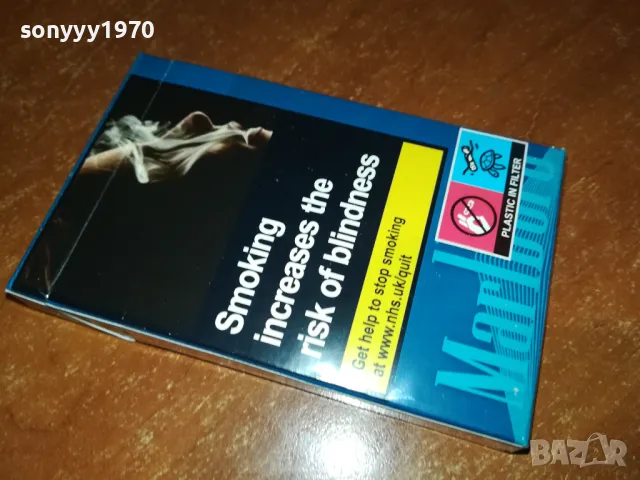 sonyyy1970
Smoking
increases the
risk of blindness
Get help to stop smoking
at www.nhs.uk/quit
PLASTIC IN FILTER
Marlboro
BAZAR